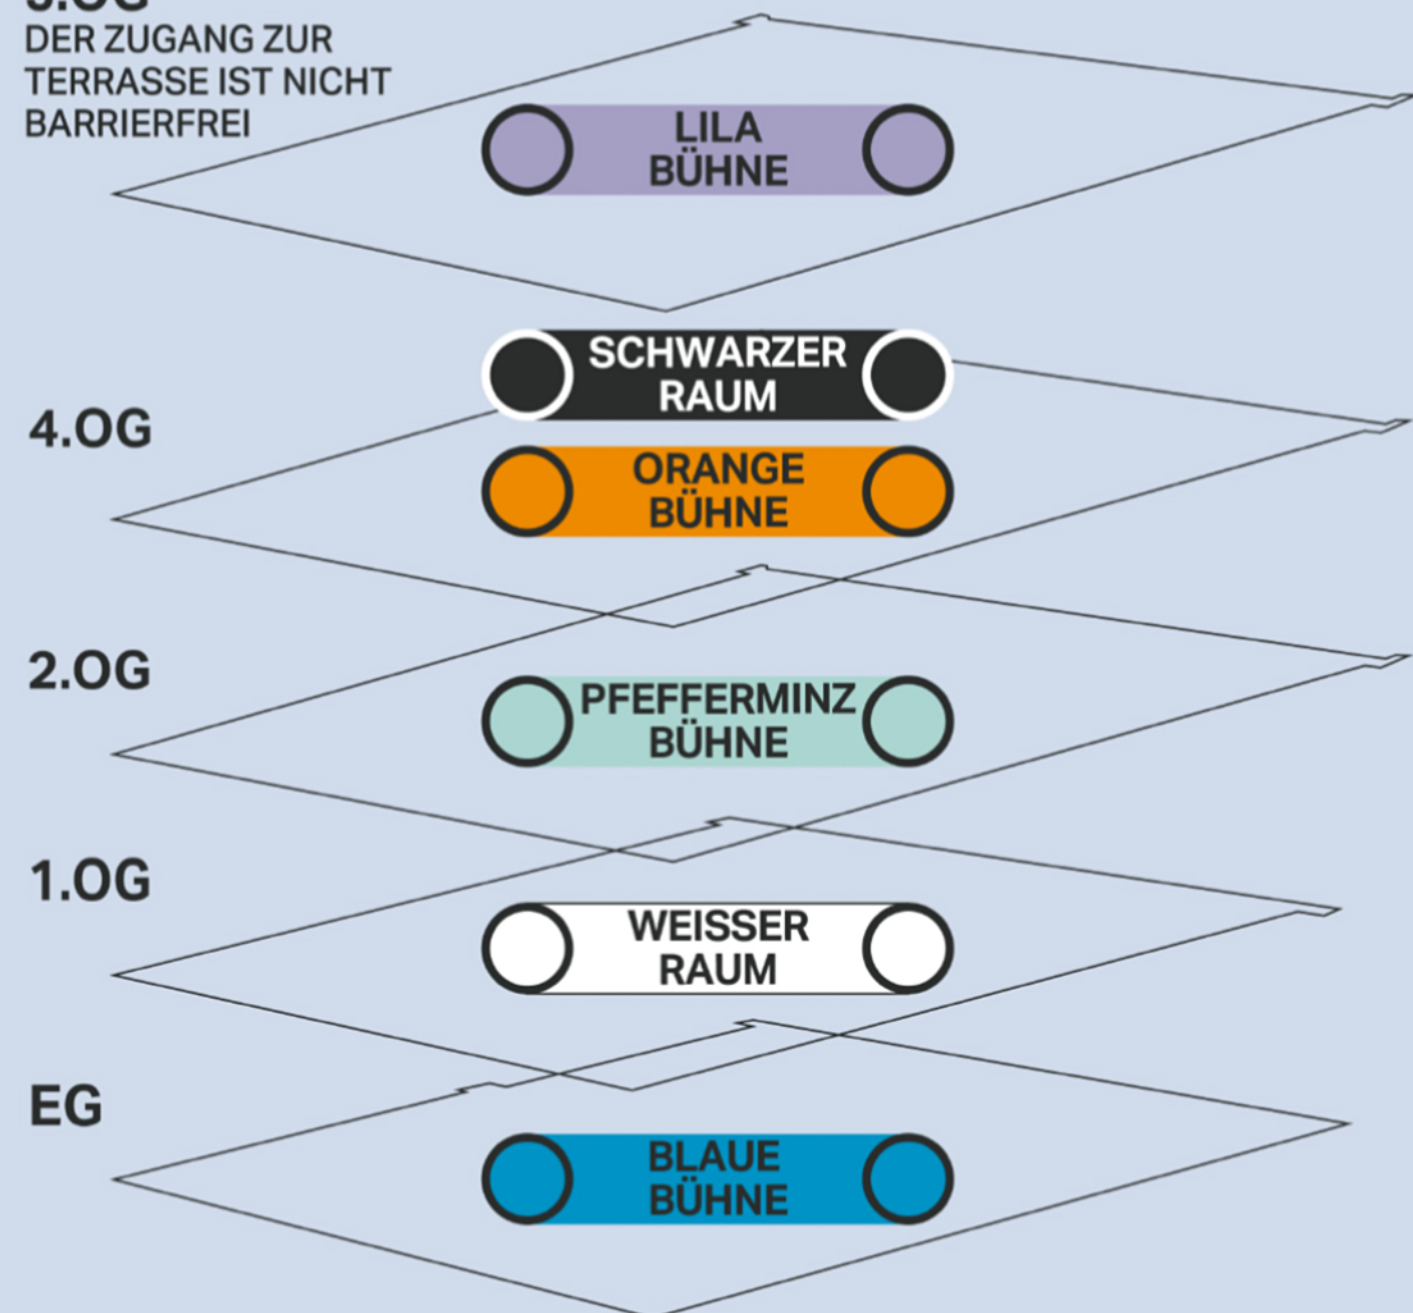 DER ZUGANG ZUR
TERRASSE IST NICHT
BARRIERFREI
LILA
BÜHNE
SCHWARZER
RAUM
4.OG
ORANGE
BÜHNE
2.OG
PFEFFERMINZ
BÜHNE
1.OG
WEISSER
RAUM
EG
BLAUE
BÜHNE